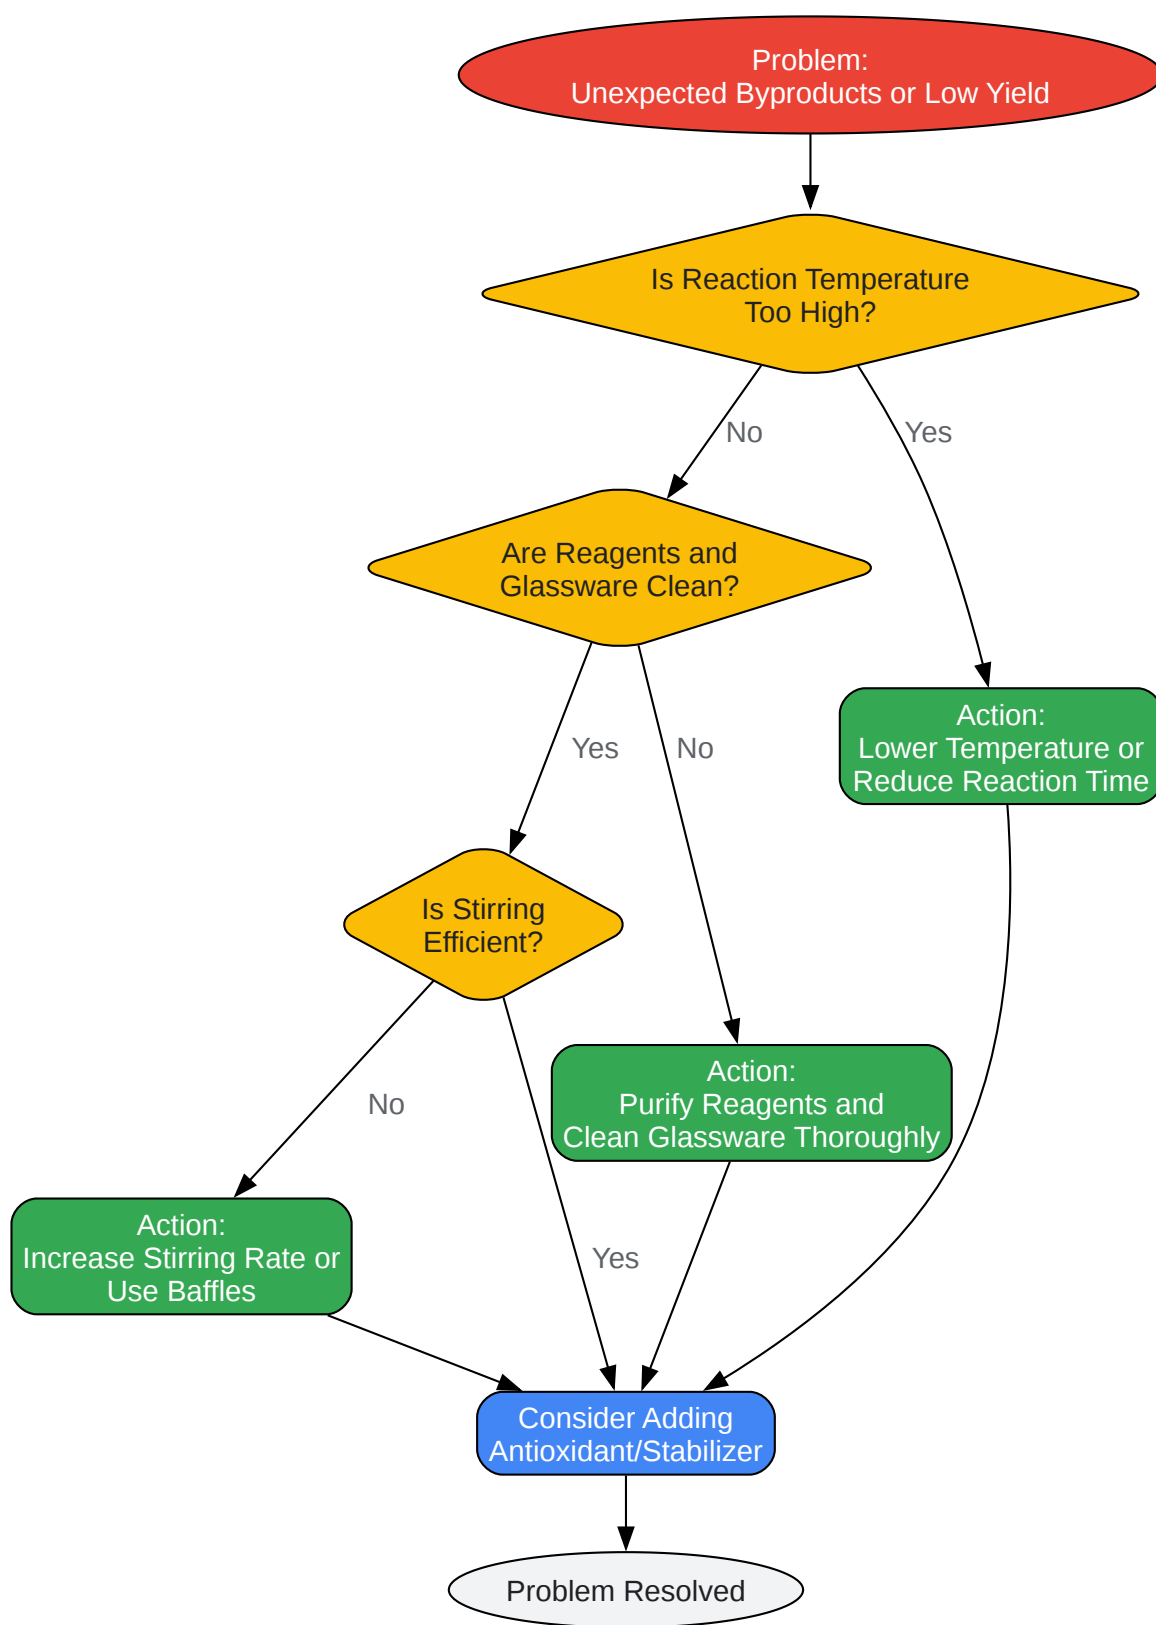 Problem:
Unexpected Byproducts or Low Yield
Is Reaction Temperature
Too High?
No
Yes
Are Reagents and
Glassware Clean?
Action:
Lower Temperature or
Reduce Reaction Time
Yes
No
Is Stirring
Efficient?
Action:
Purify Reagents and
Clean Glassware Thoroughly
No
Action:
Increase Stirring Rate or
Use Baffles
Yes
Consider Adding
Antioxidant/Stabilizer
Problem Resolved